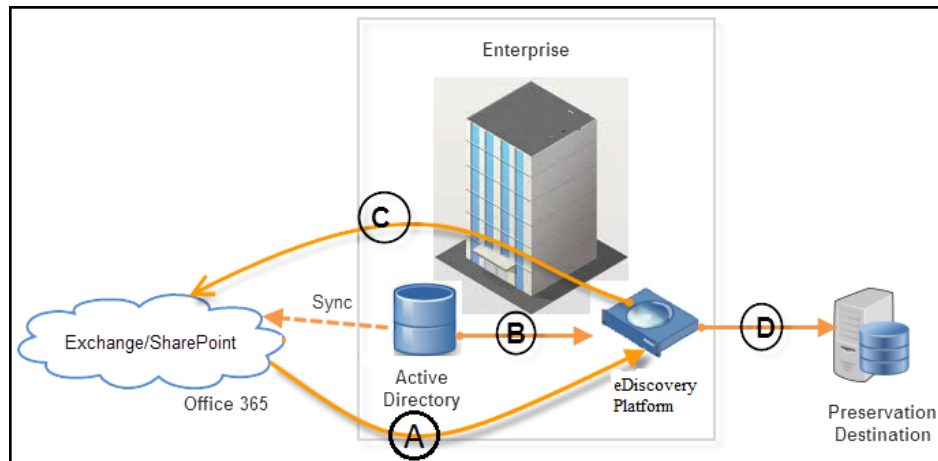 Enterprise
C
Sync
Exchange/SharePoint
B
D
Office 365
Active
Directory
eDiscovery
Platform
A
Preservation
Destination